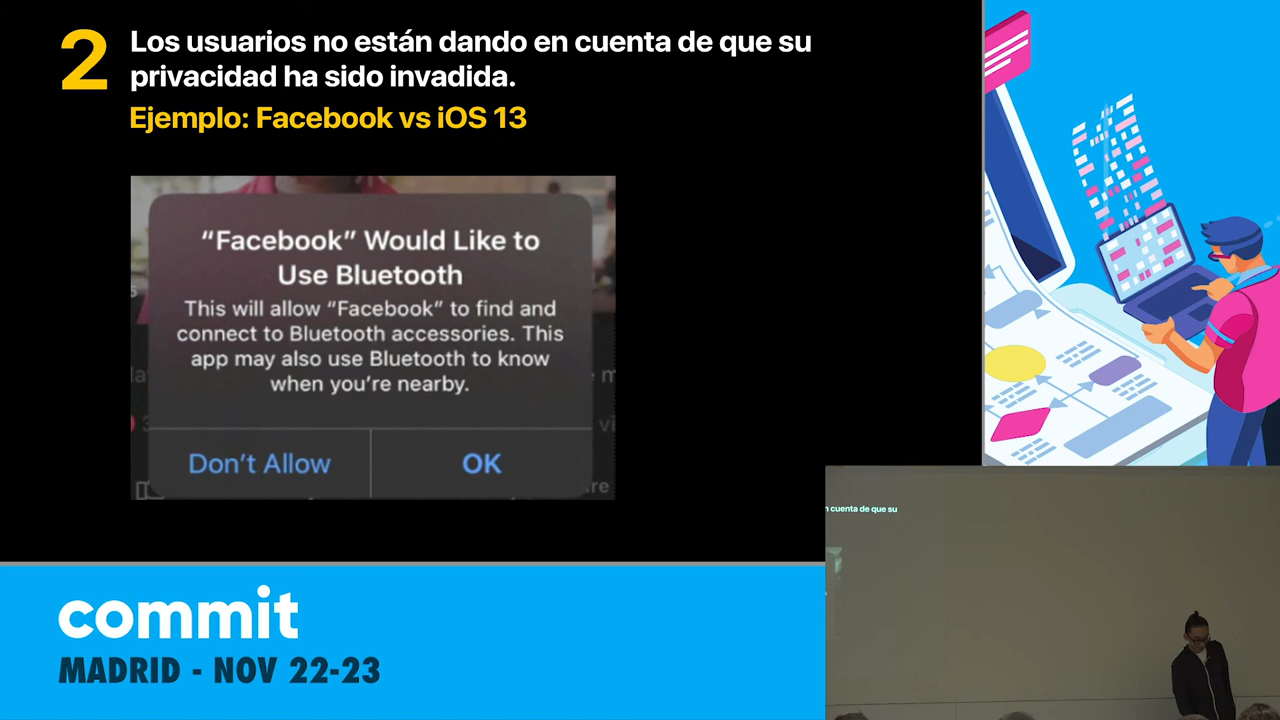 2
Los usuarios no están dando en cuenta de que su
privacidad ha sido invadida.
Ejemplo: Facebook vs iOS 13
“Facebook” Would Like to
Use Bluetooth
This will allow “Facebook” to find and
connect to Bluetooth accessories. This
app may also use Bluetooth to know
when you’re nearby.
Don’t Allow
OK
commit
MADRID - NOV 22-23
n cuenta de que su